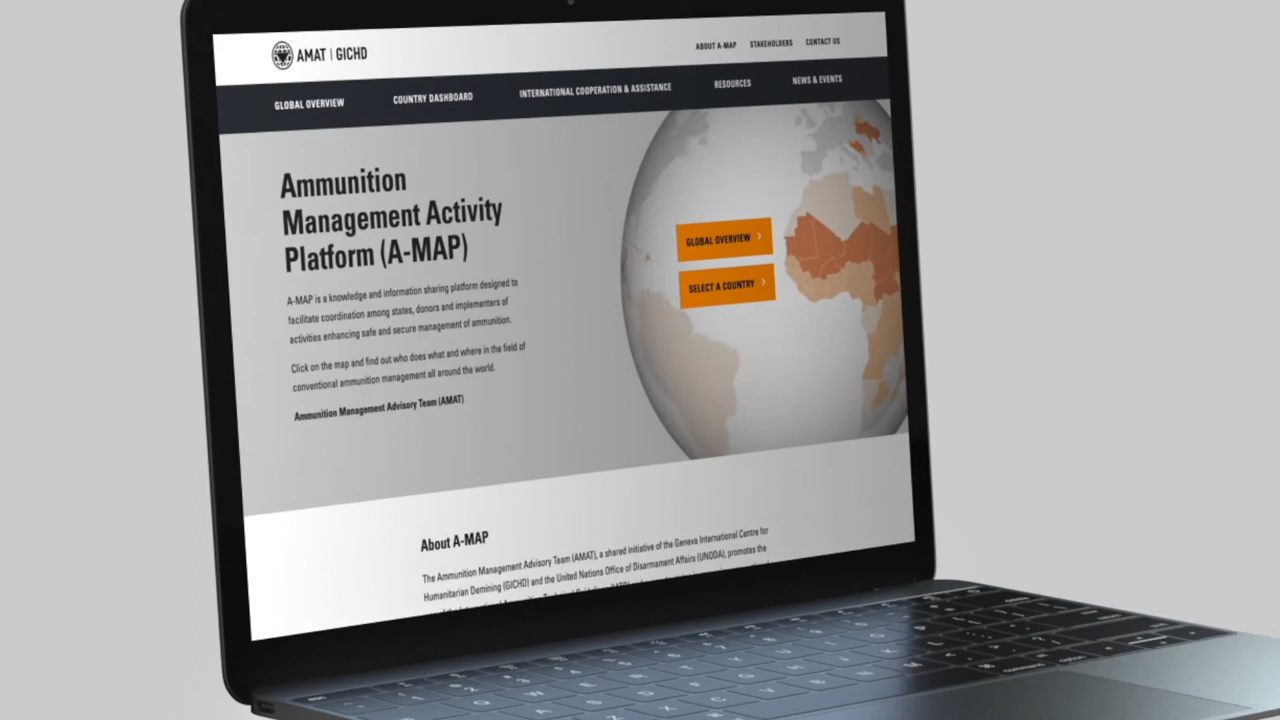 AMAT | GICHD
ABOUT A-MAP STAKEHOLDERS CONTACT US
GLOBAL OVERVIEW COUNTRY DASHBOARD INTERNATIONAL COOPERATION & ASSISTANCE RESOURCES NEWS & EVENTS
Ammunition
Management Activity
Platform (A-MAP)
A-MAP is a knowledge and information sharing platform designed to
facilitate coordination among states, donors and implementers of
activities enhancing safe and secure management of ammunition.
Click on the map and find out who does what and where in the field of
conventional ammunition management all around the world.
Ammunition Management Advisory Team (AMAT)
GLOBAL OVERVIEW
SELECT A COUNTRY
About A-MAP
The Ammunition Management Advisory Team (AMAT), a shared initiative of the Geneva International Centre for
Humanitarian Demining (GICHD) and the United Nations Office of Disarmament Affairs (UNODA), promotes the